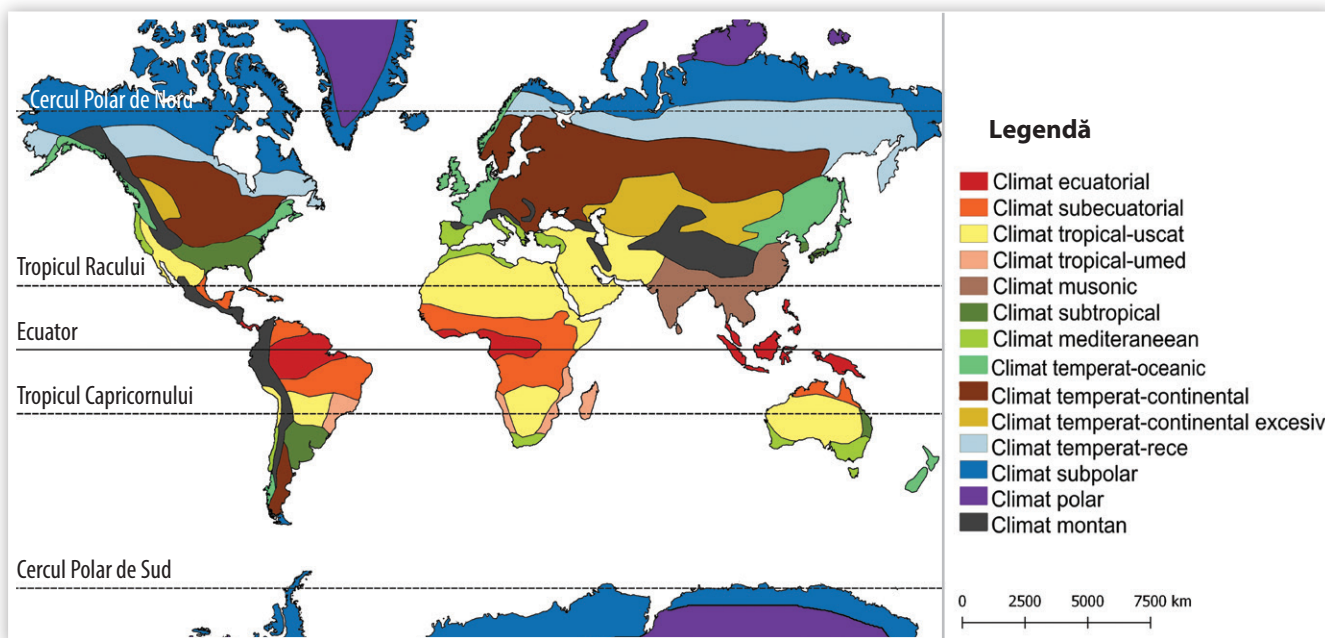 Cercul Polar de Nord
Tropicul Racului
Ecuator
Tropicul Capricornului
Cercul Polar de Sud
Legendă
Climat ecuatorial
Climat subecuatorial
Climat tropical-uscat
Climat tropical-umed
Climat musonic
Climat subtropical
Climat mediteraneean
Climat temperat-oceanic
Climat temperat-continental
Climat temperat-continental excesiv
Climat temperat-rece
Climat subpolar
Climat polar
Climat montan
0 2500 5000 7500 km